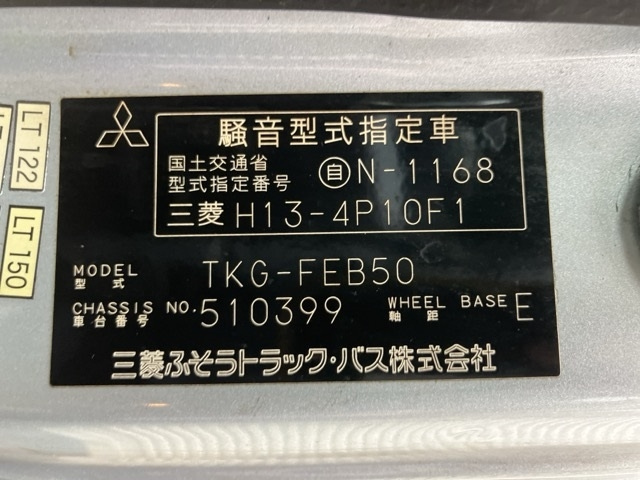 騒音型式指定車
国土交通省
型式指定番号 自N-1168
三菱 H13-4P10F1
MODEL TKG-FEB50
型式
CHASSIS NO. 510399 WHEEL BASE E
車台番号 軸距
三菱ふそうトラック・バス株式会社
LT 122
LT 150